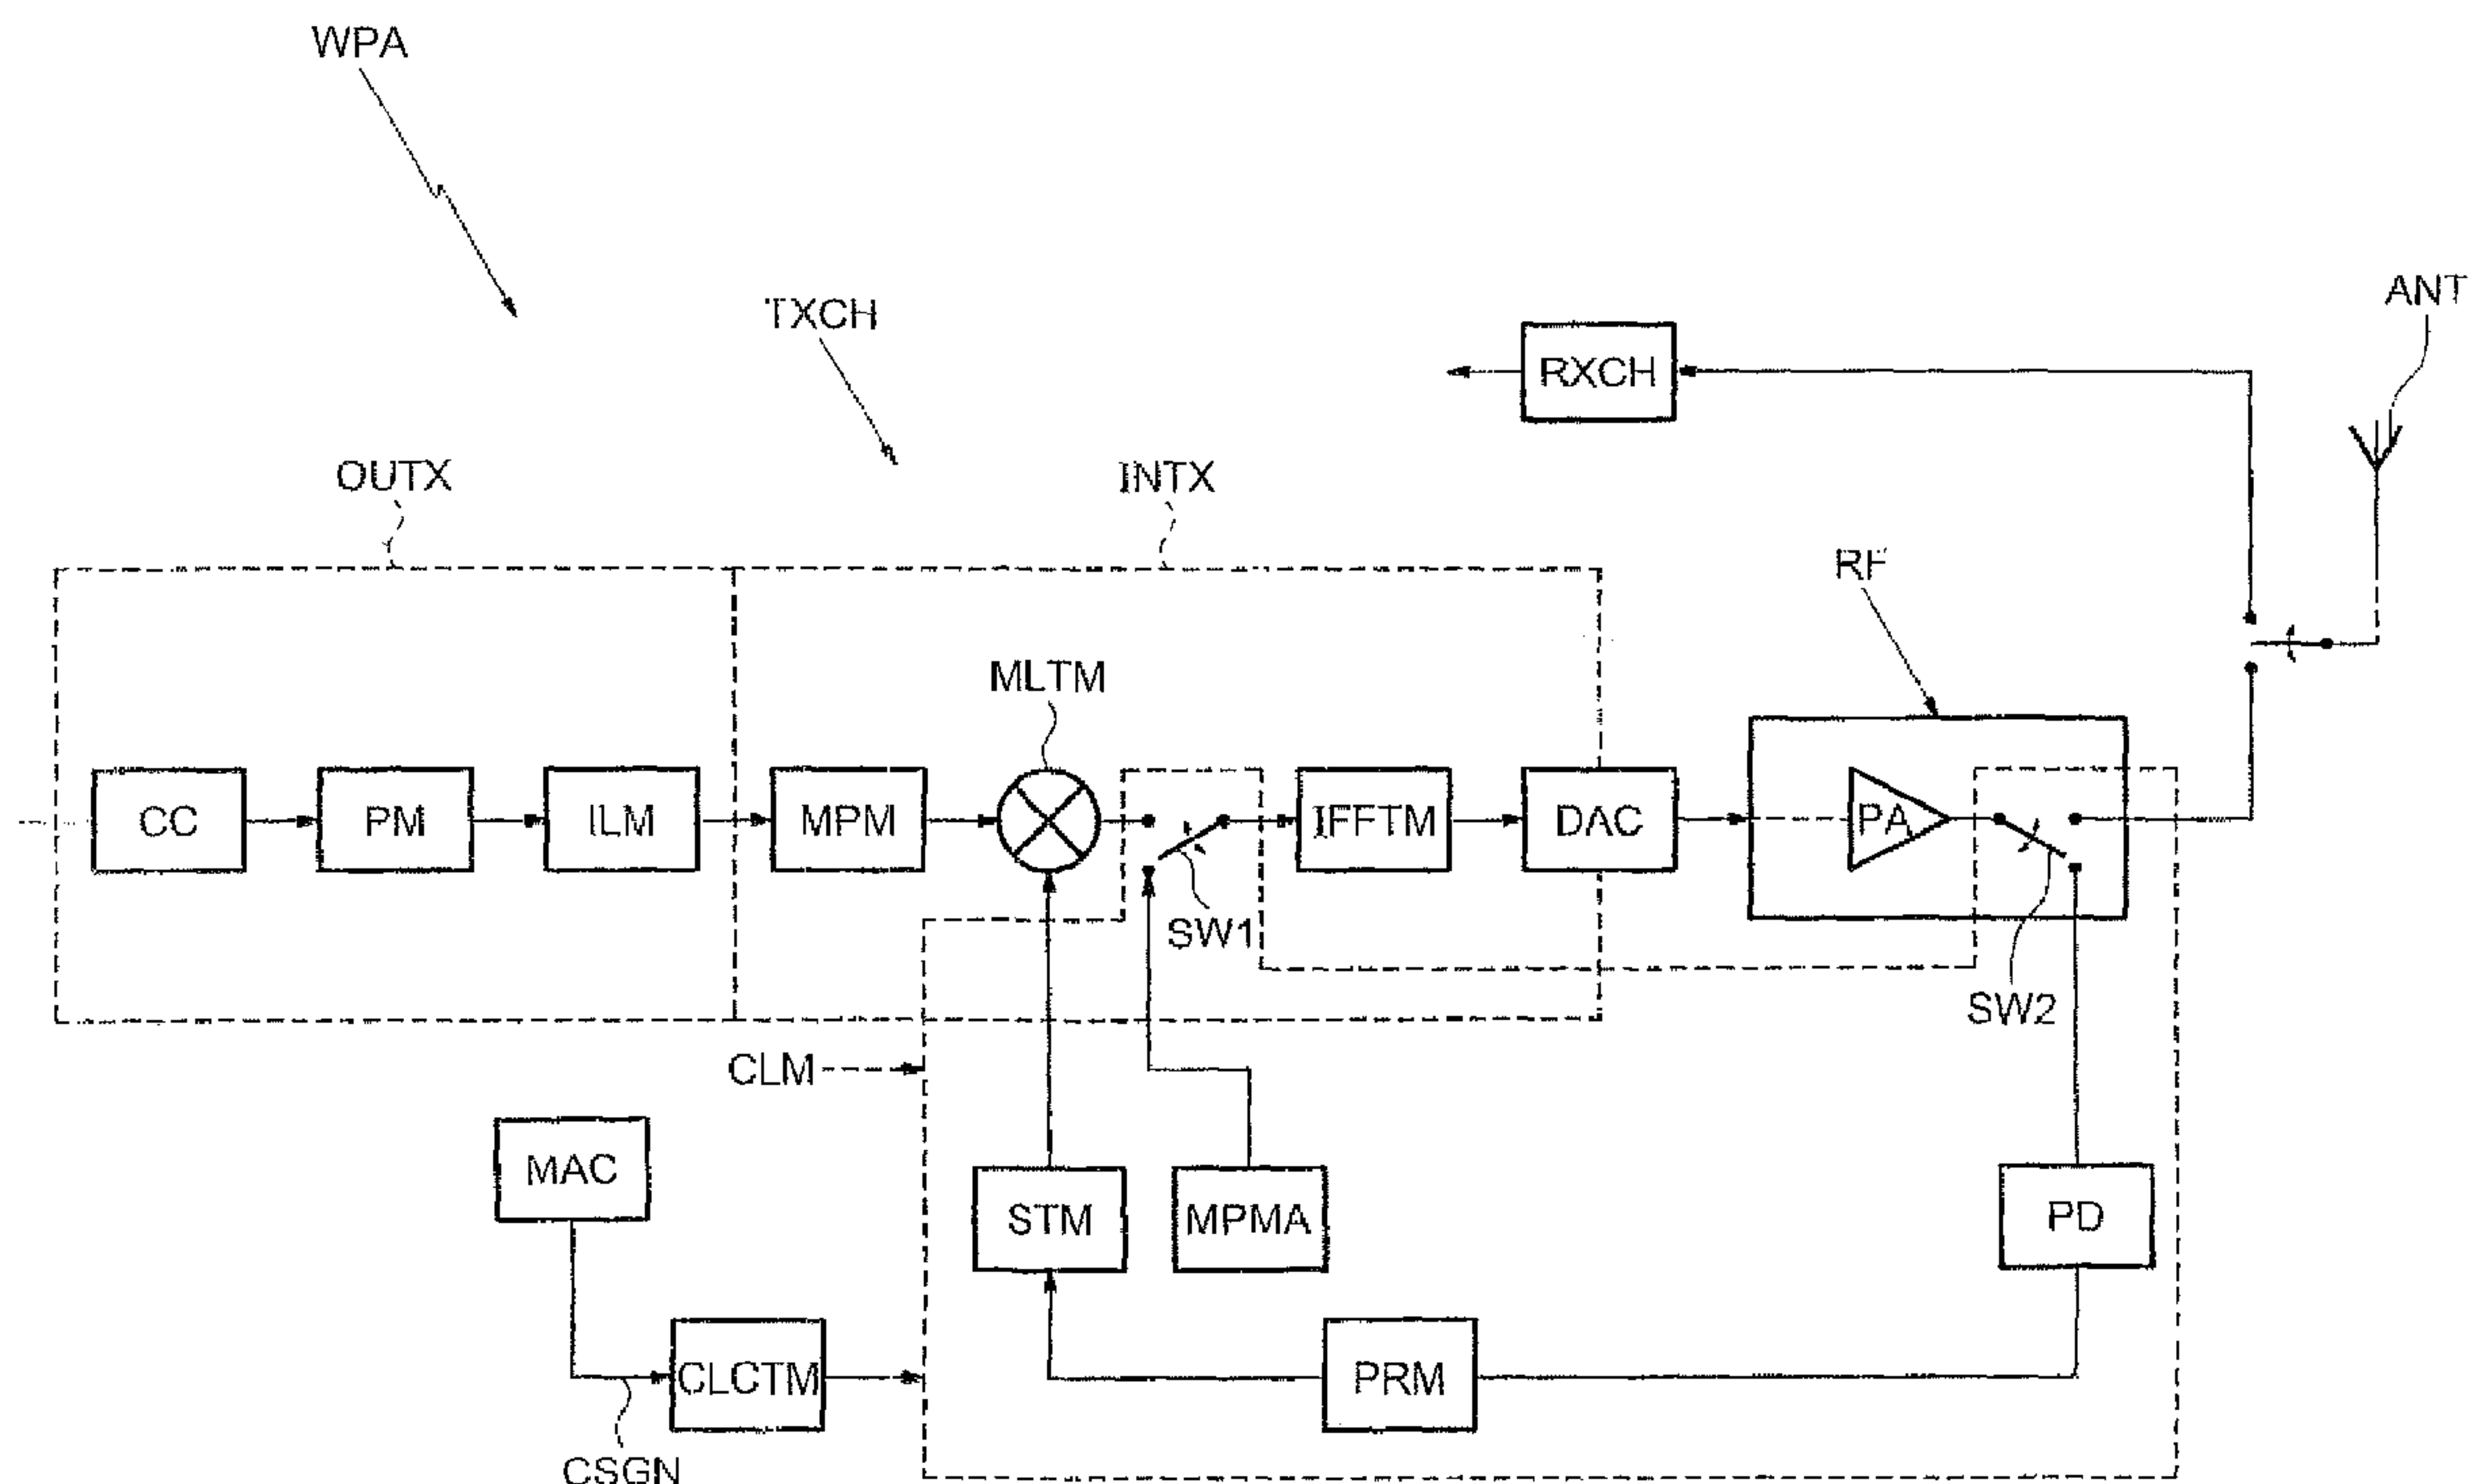 WPA
ANT
TXCH
RXCH
OUTX
INTX
RF
MLTM
CC
PM
ILM
MPM
IFFTM
DAC
PA
SW1
SW2
CLM
MAC
STM
MPMA
PD
CLCTM
PRM
CSGN